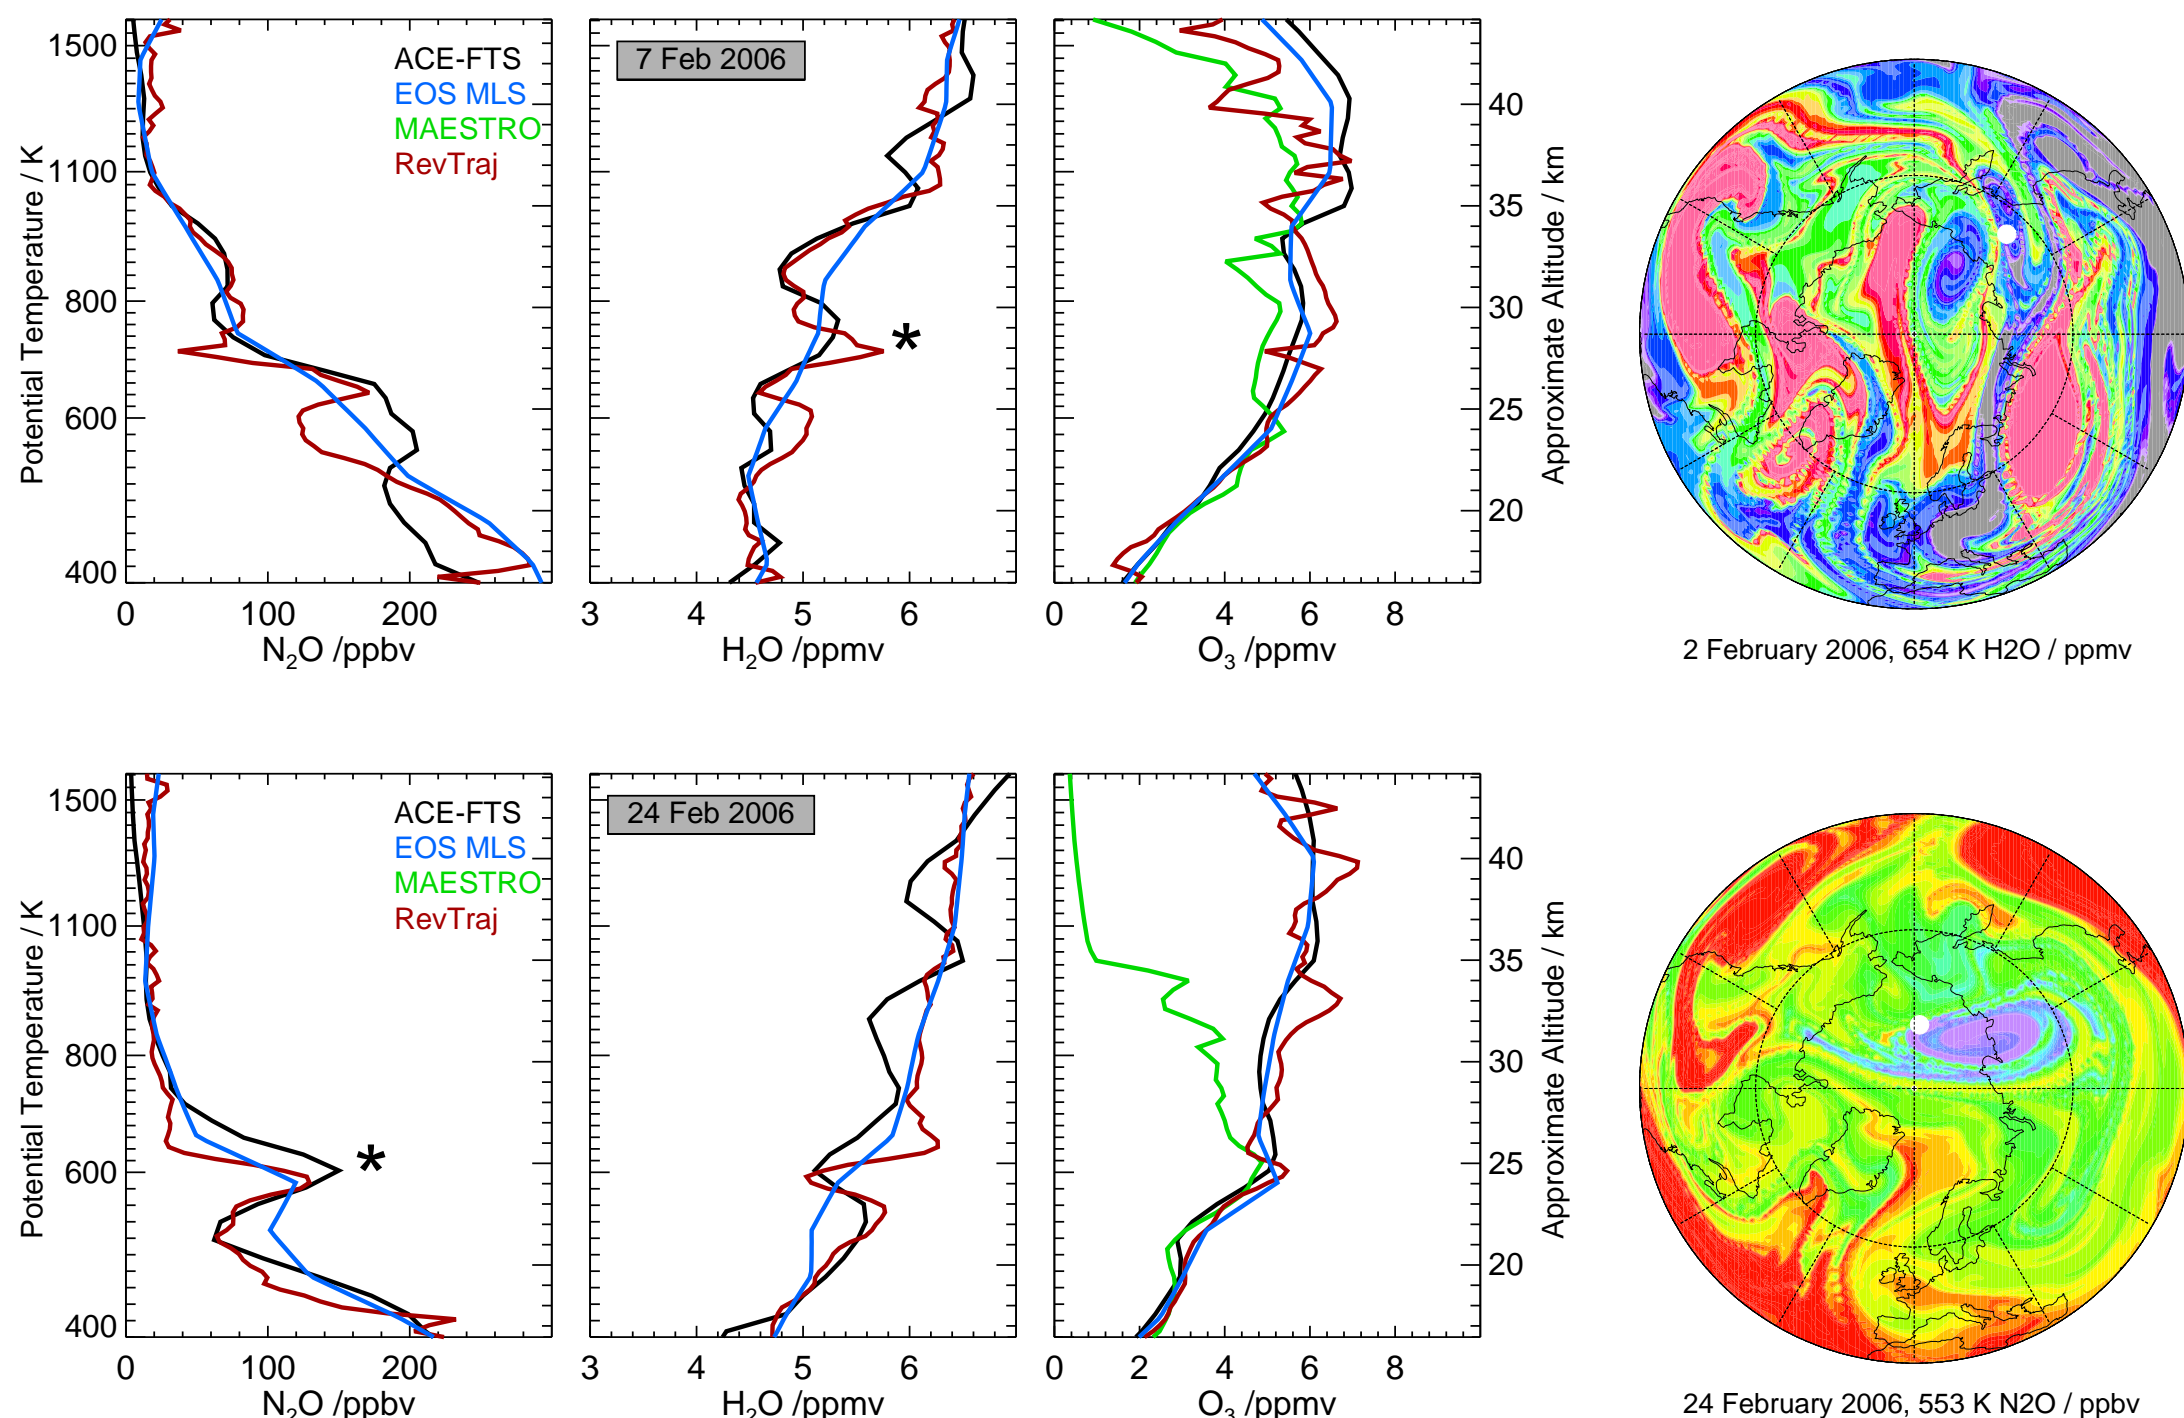 1500
1100
800
600
400
Potential Temperature / K
0 100 200
N₂O /ppbv
ACE-FTS
EOS MLS
MAESTRO
RevTraj
7 Feb 2006
*
3 4 5 6
H₂O /ppmv
0 2 4 6 8
O₃ /ppmv
40
35
30
25
20
Approximate Altitude / km
2 February 2006, 654 K H2O / ppmv
1500
1100
800
600
400
Potential Temperature / K
0 100 200
N₂O /ppbv
ACE-FTS
EOS MLS
MAESTRO
RevTraj
*
24 Feb 2006
3 4 5 6
H₂O /ppmv
0 2 4 6 8
O₃ /ppmv
40
35
30
25
20
Approximate Altitude / km
24 February 2006, 553 K N2O / ppbv